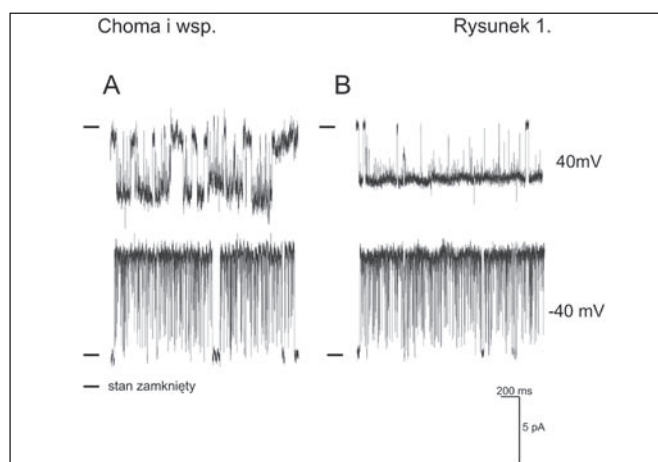 Choma i wsp.
Rysunek 1.
A
B
40mV
-40 mV
stan zamknięty
200 ms
5 pA